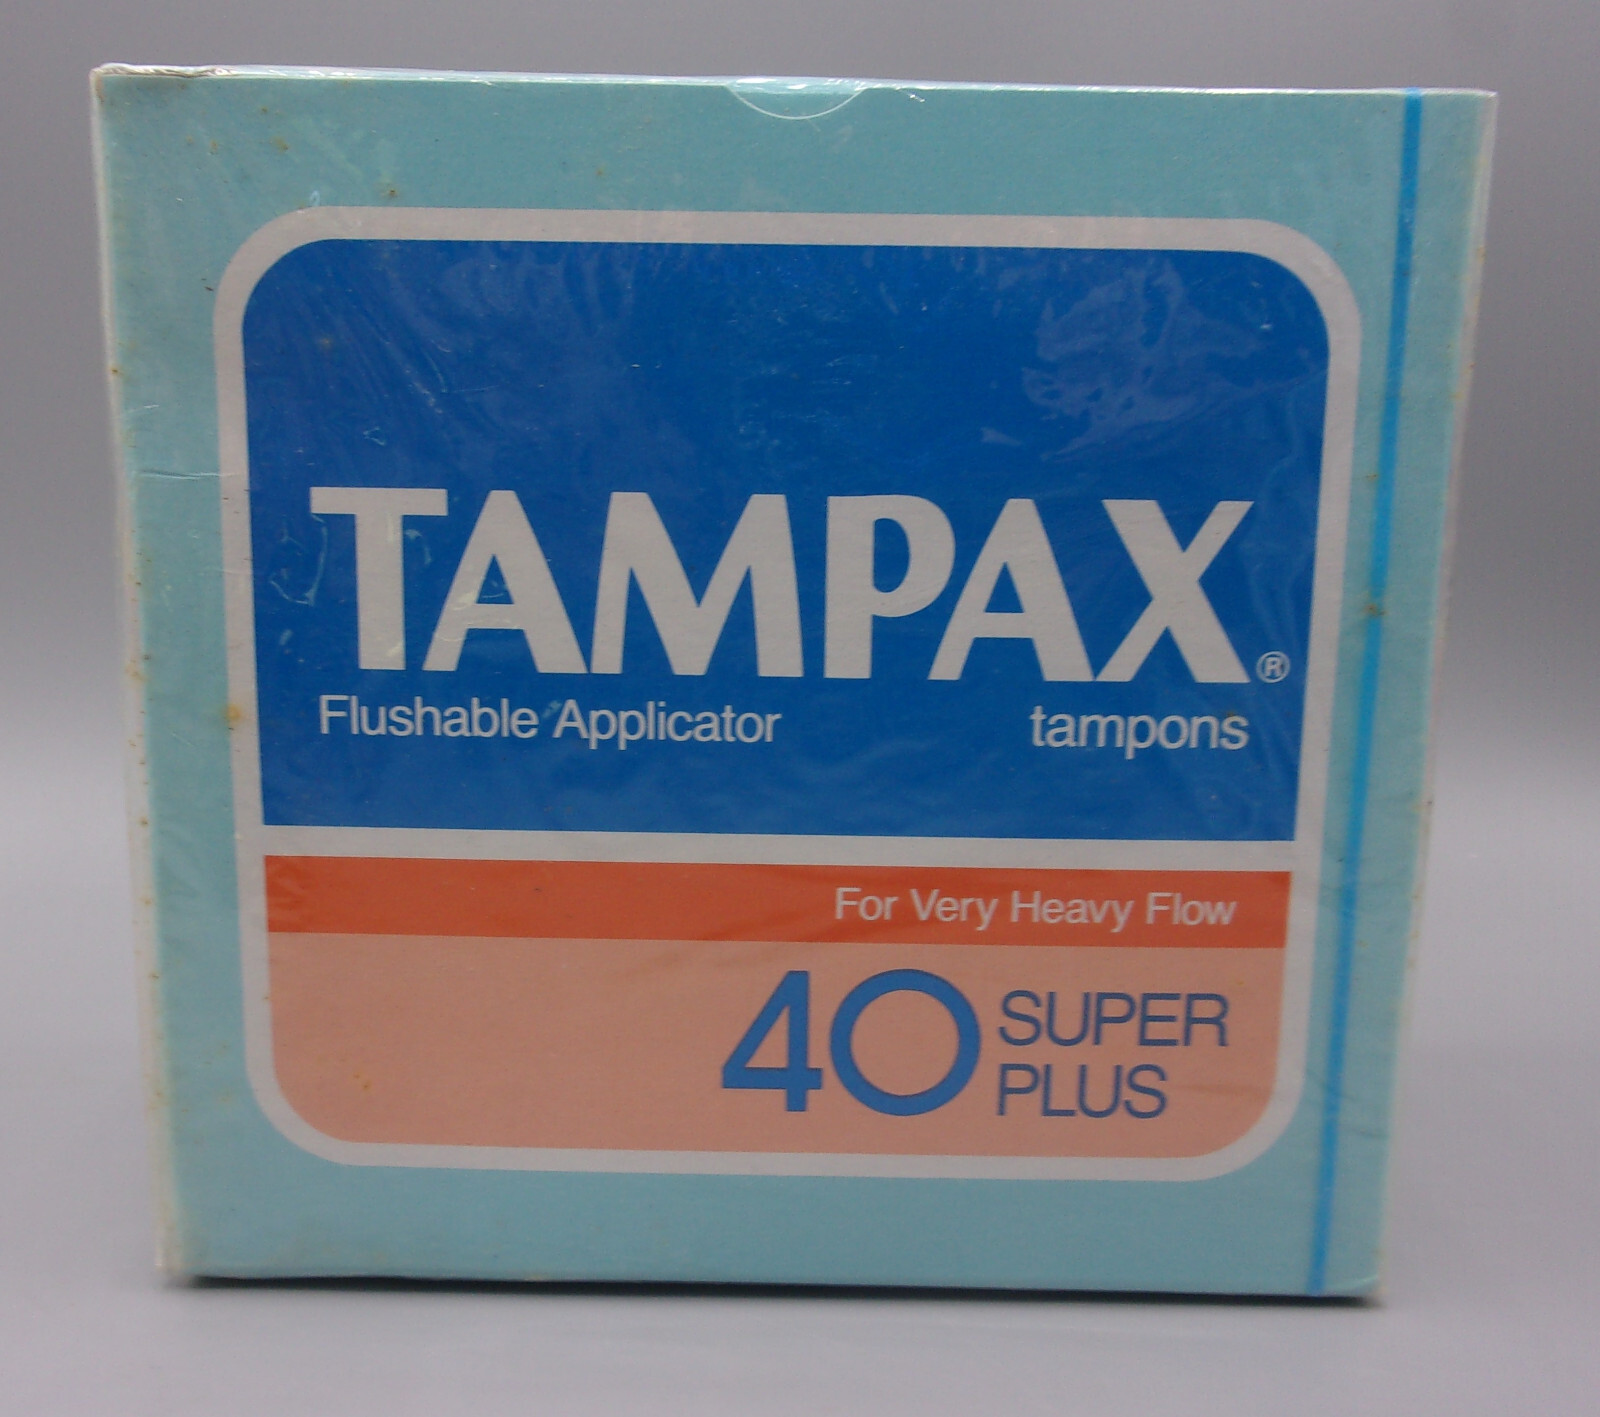 TAMPAX®
Flushable Applicator tampons
For Very Heavy Flow
40 SUPER
PLUS